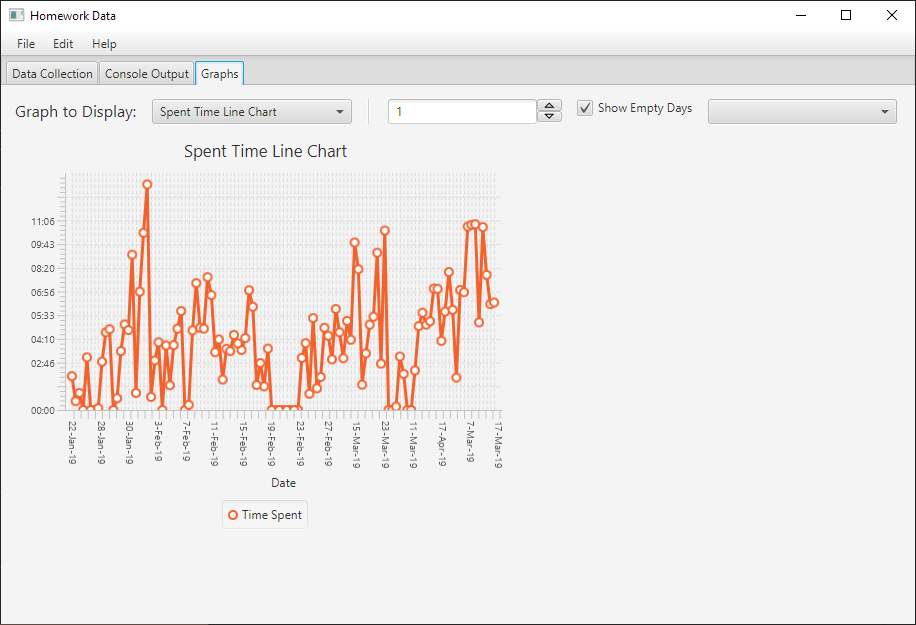 Homework Data
File Edit Help
Data Collection Console Output Graphs
Graph to Display: Spent Time Line Chart 1 Show Empty Days
Spent Time Line Chart
11:06
09:43
08:20
06:56
05:33
04:10
02:46
00:00
22-Jan-19 28-Jan-19 30-Jan-19 3-Feb-19 7-Feb-19 11-Feb-19 15-Feb-19 19-Feb-19 23-Feb-19 27-Feb-19 15-Mar-19 23-Mar-19 11-Mar-19 17-Apr-19 7-Mar-19 17-Mar-19
Date
Time Spent